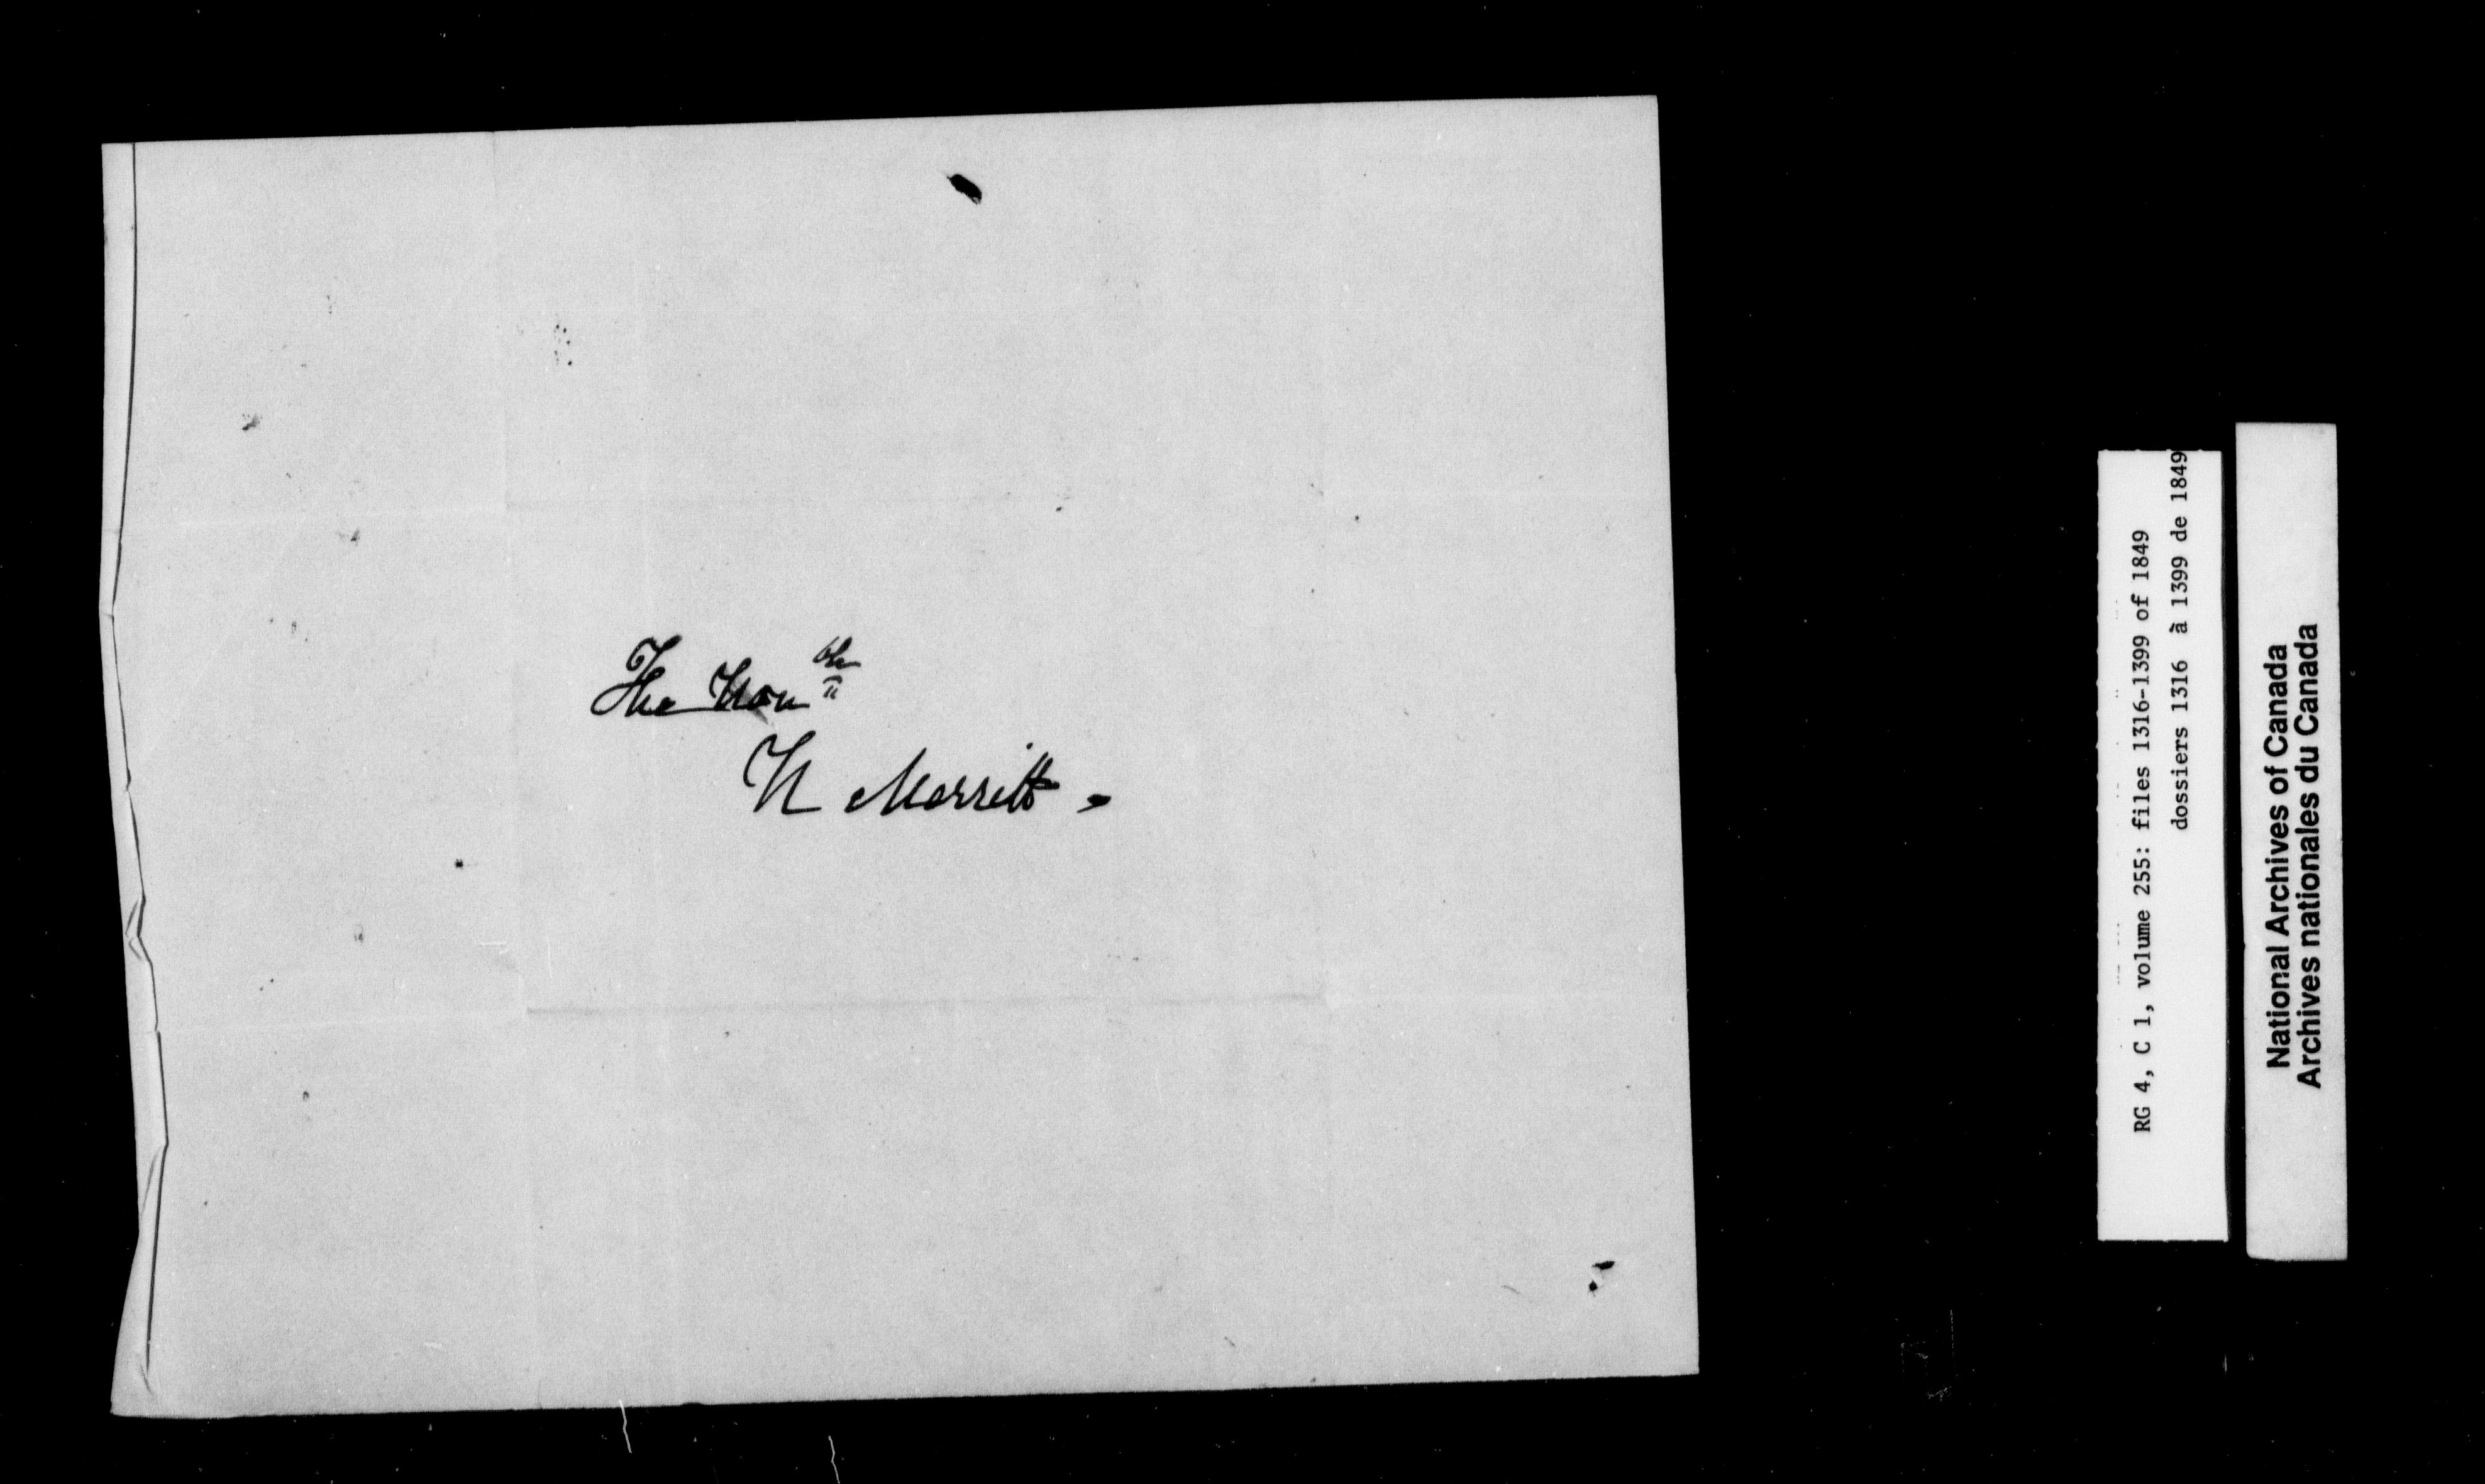 The Honble
H Merritt.
RG 4, C 1, volume 255: files 1316-1399 of 1849
dossiers 1316 à 1399 de 1849
National Archives of Canada
Archives nationales du Canada